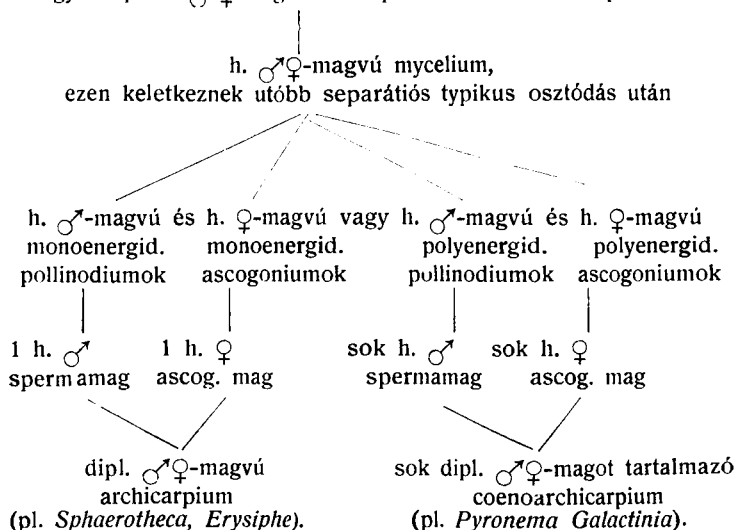 h. ♂♀-magvú mycelium,
ezen keletkeznek utóbb separátiós typikus osztódás után
h. ♂-magvú és h. ♀-magvú vagy h. ♂-magvú és h. ♀-magvú
monoenergid. monoenergid. polyenergid. polyenergid.
pollinodiumok ascogoniumok pollinodiumok ascogoniumok
1 h. ♂ 1 h. ♀ sok h. ♂ sok h. ♀
spermamag ascog. mag spermamag ascog. mag
dipl. ♂♀-magvú sok dipl. ♂♀-magot tartalmazó
archicarpium coenoarchicarpium
(pl. Sphaerotheca, Erysiphe). (pl. Pyronema Galactinia).